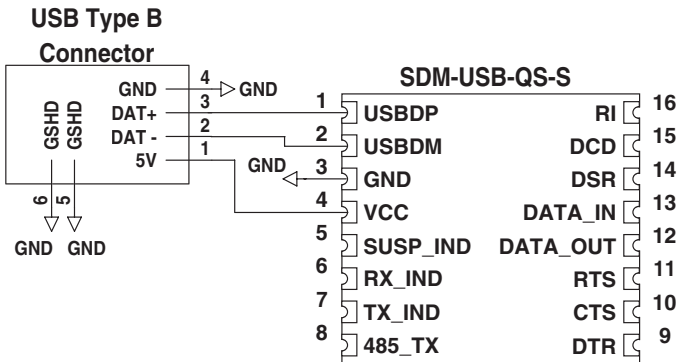 USB Type B
Connector
GND 4 GND
DAT+ 3
DAT - 2
5V 1
GSHD
GSHD
6
5
GND GND
GND
SDM-USB-QS-S
1 USBDP RI 16
2 USBDM DCD 15
3 GND DSR 14
4 VCC DATA_IN 13
5 SUSP_IND DATA_OUT 12
6 RX_IND RTS 11
7 TX_IND CTS 10
8 485_TX DTR 9